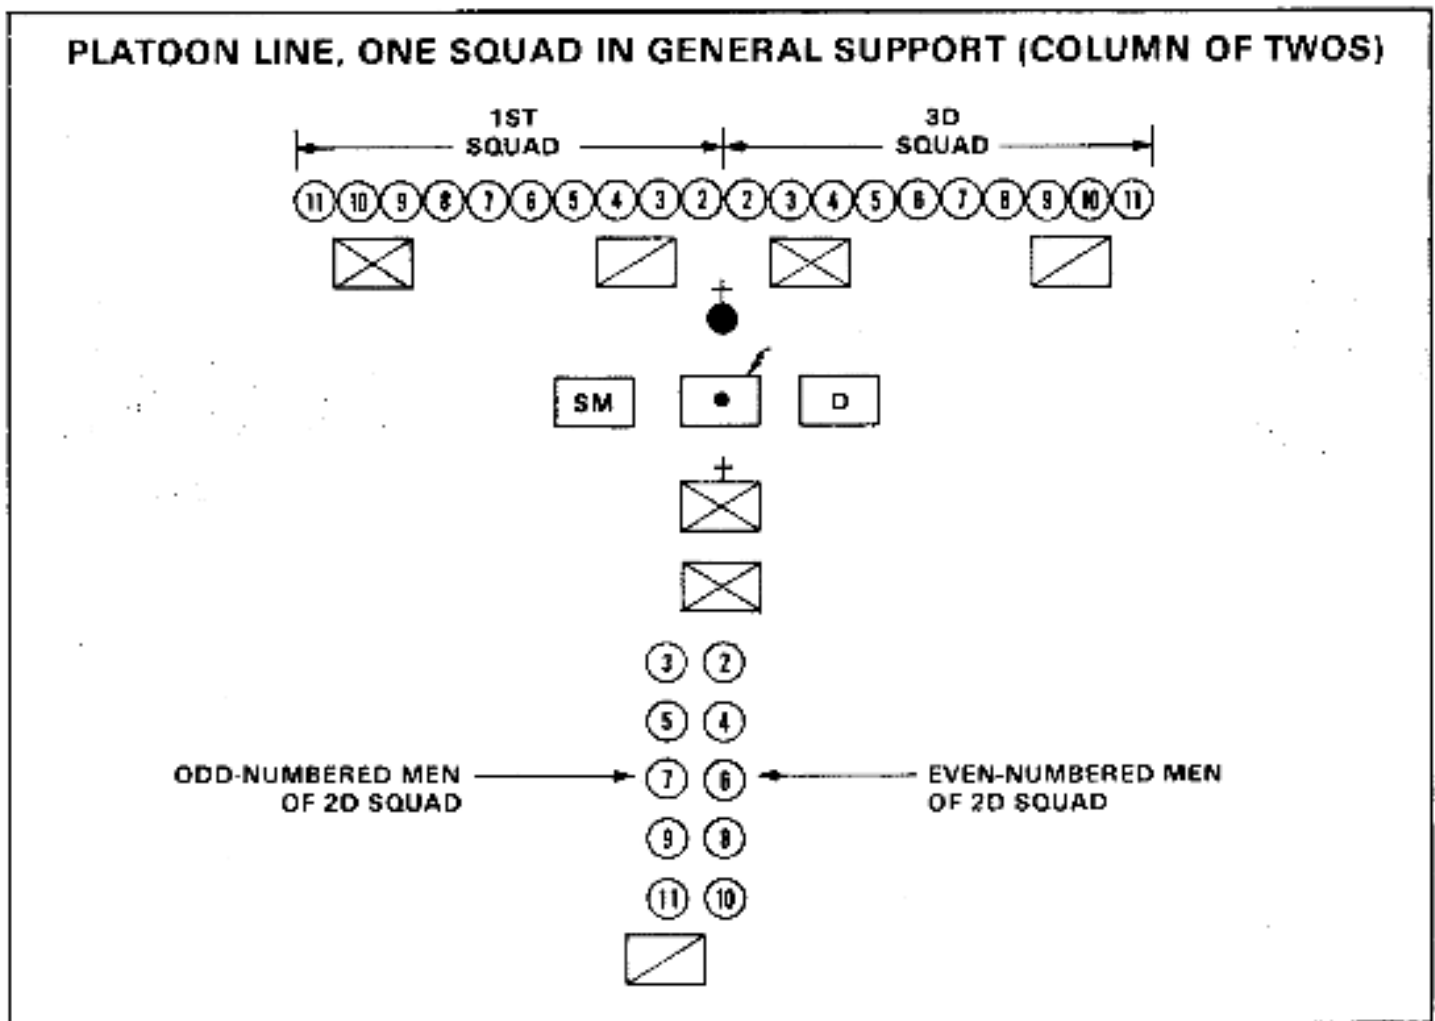 PLATOON LINE, ONE SQUAD IN GENERAL SUPPORT (COLUMN OF TWOS)
1ST
SQUAD
3D
SQUAD
11 10 9 8 7 6 5 4 3 2 2 3 4 5 6 7 8 9 10 11
SM D
3 2
5 4
ODD-NUMBERED MEN
OF 2D SQUAD
7 6
EVEN-NUMBERED MEN
OF 2D SQUAD
9 8
11 10